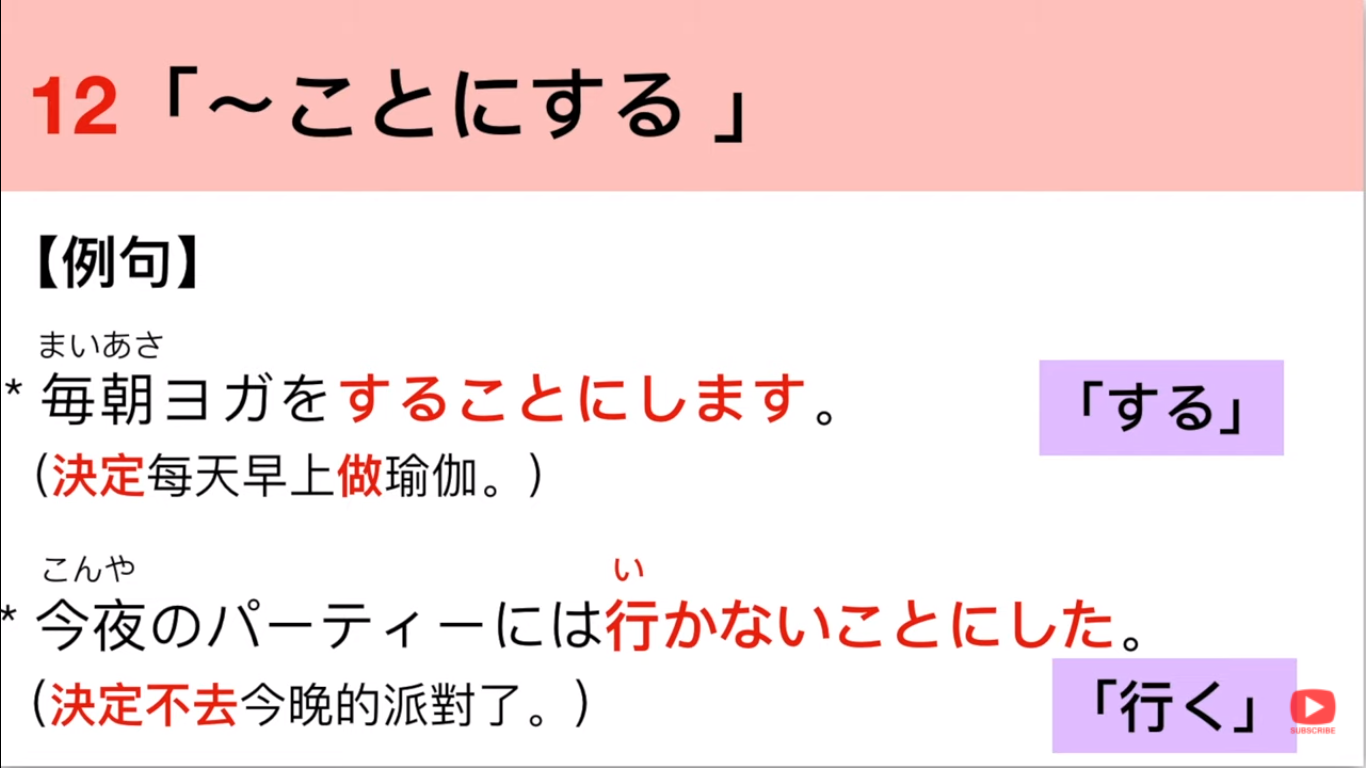 12「～ことにする 」
【例句】
まいあさ
* 毎朝ヨガをすることにします。
「する」
（決定每天早上做瑜伽。）
こんや
い
* 今夜のパーティーには行かないことにした。
（決定不去今晚的派對了。）
「行く」
SUBSCRIBE